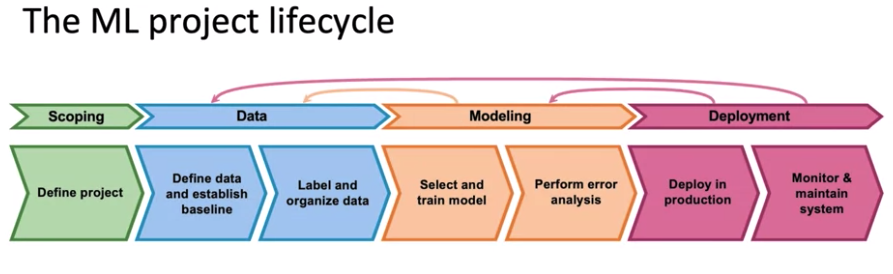 The ML project lifecycle
Scoping
Data
Modeling
Deployment
Define project
Define data
and establish
baseline
Label and
organize data
Select and
train model
Perform error
analysis
Deploy in
production
Monitor &
maintain
system